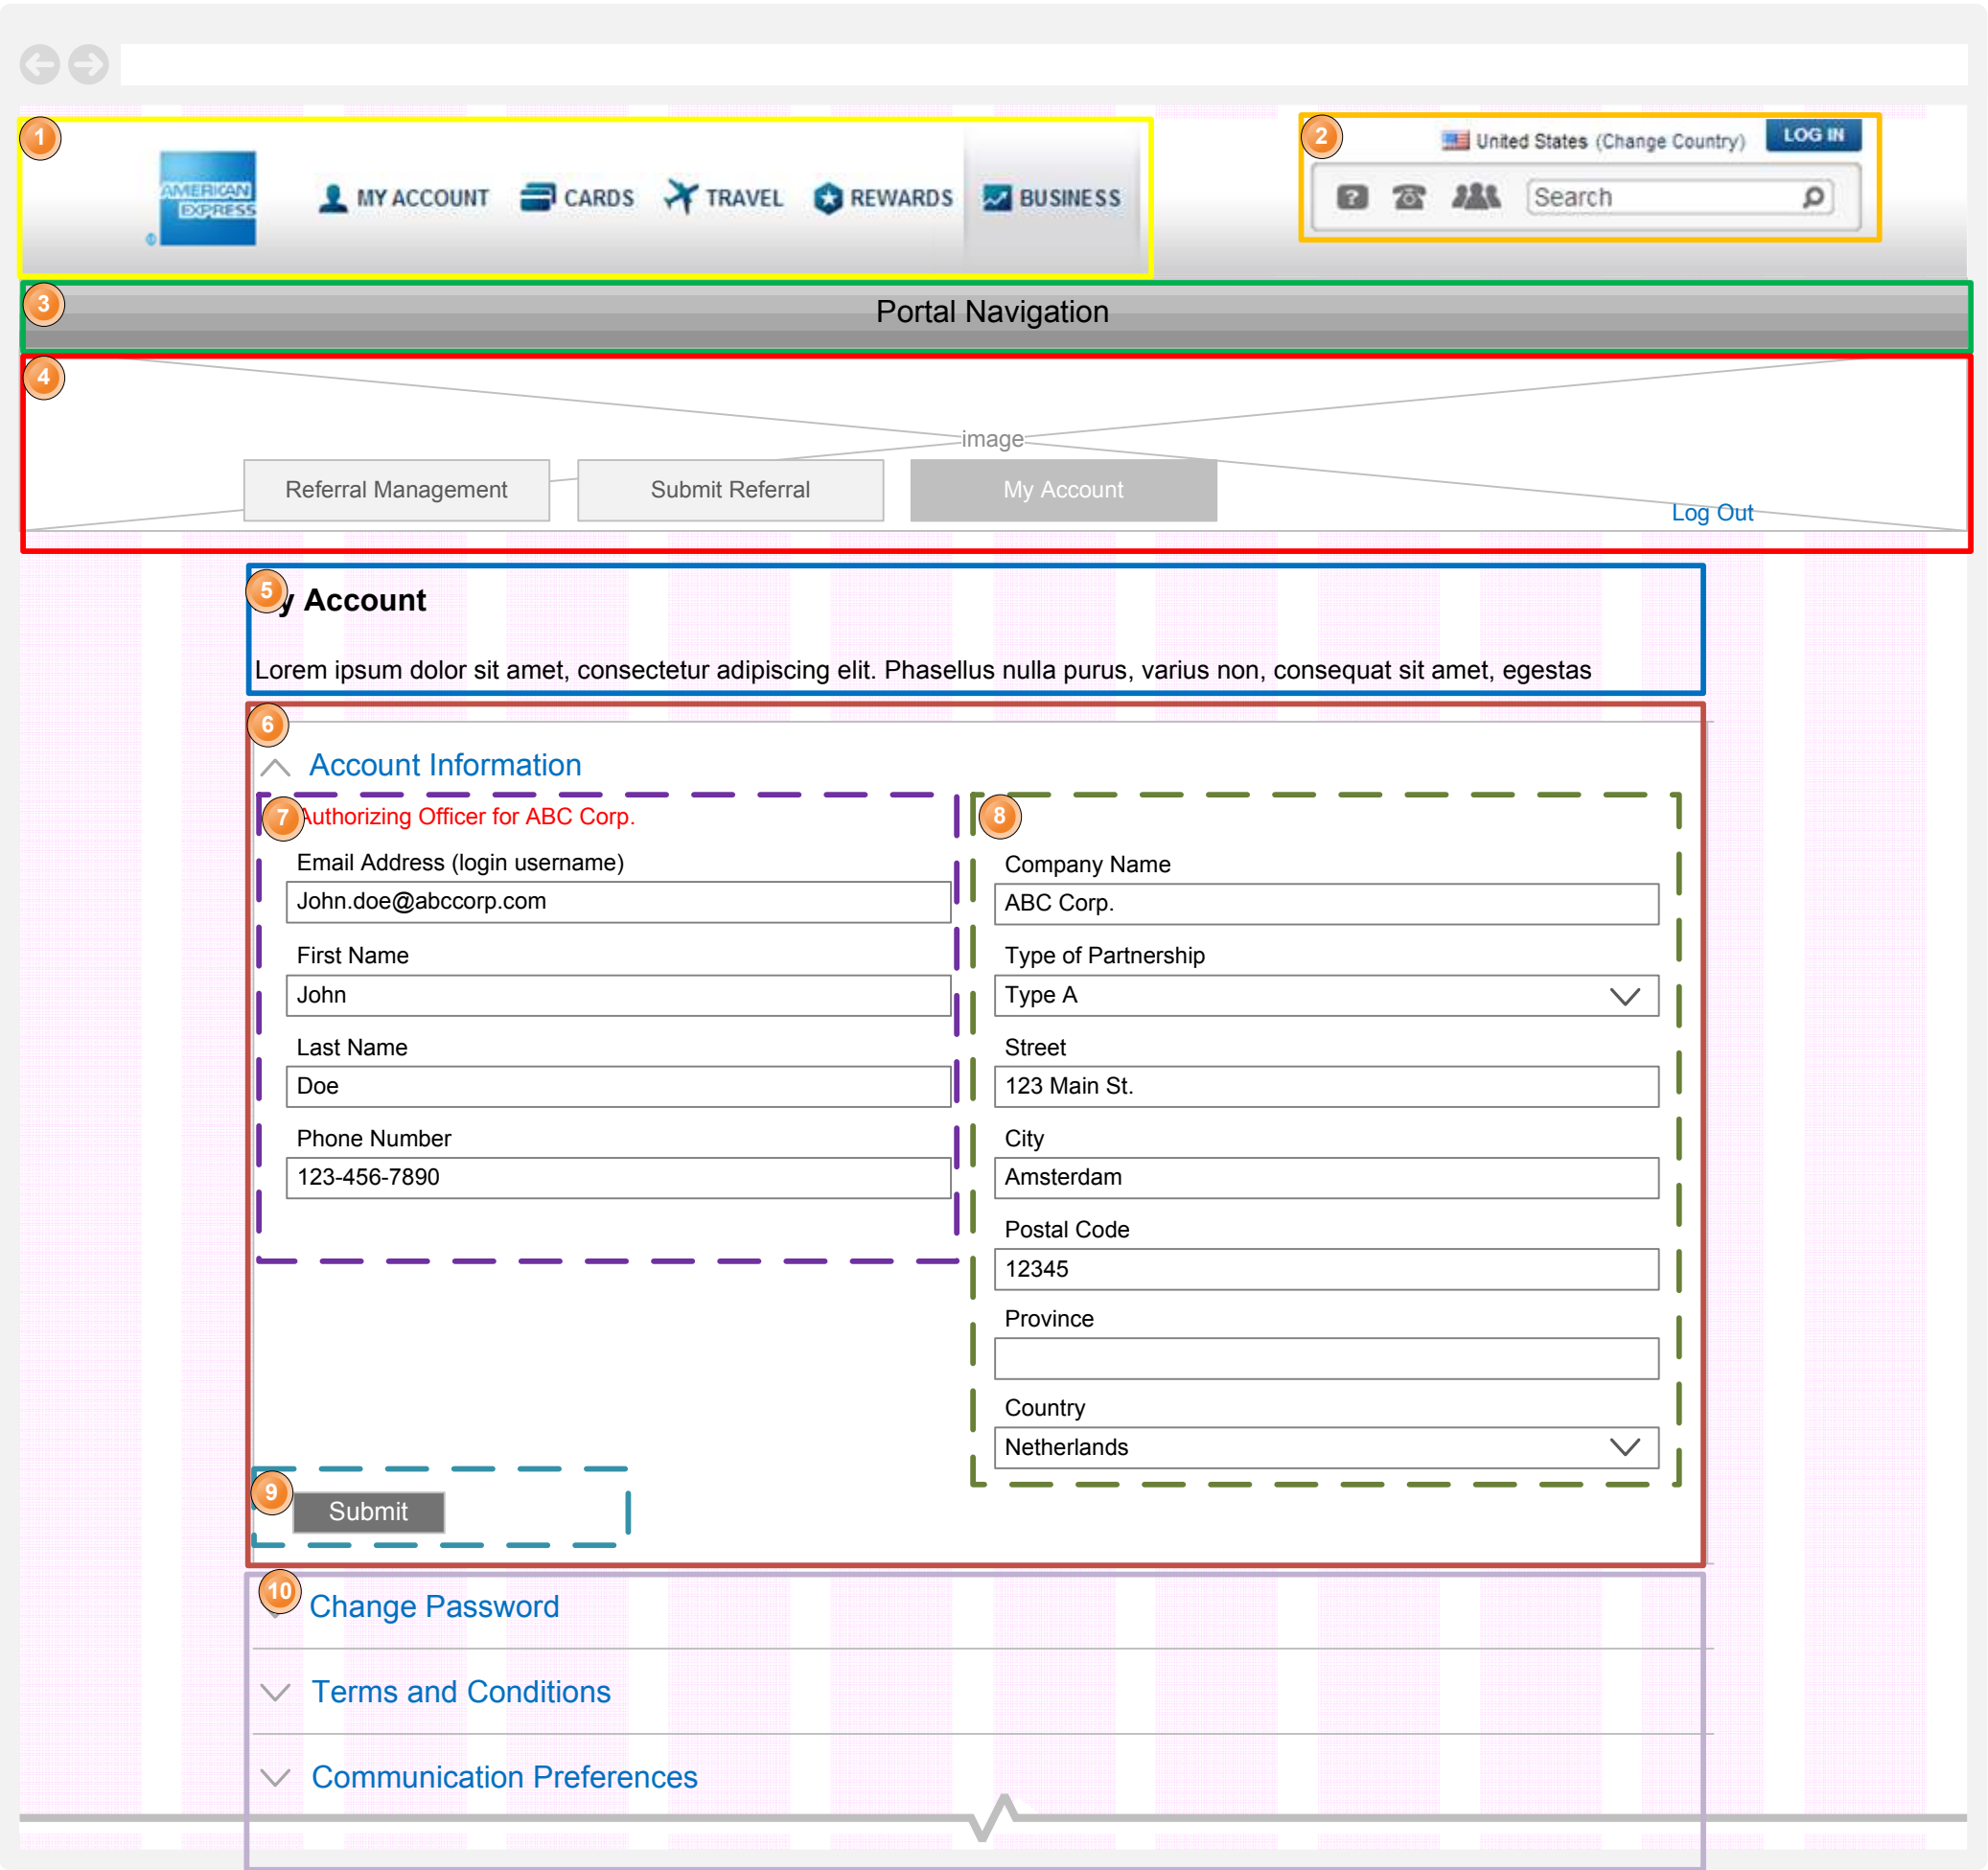 1
2
United States (Change Country)
LOG IN
AMERICAN
EXPRESS
®
MY ACCOUNT
CARDS
TRAVEL
REWARDS
BUSINESS
?
Search
3
Portal Navigation
4
image
Referral Management
Submit Referral
My Account
Log Out
5
y Account
Lorem ipsum dolor sit amet, consectetur adipiscing elit. Phasellus nulla purus, varius non, consequat sit amet, egestas
6
Account Information
7
Authorizing Officer for ABC Corp.
Email Address (login username)
John.doe@abccorp.com
First Name
John
Last Name
Doe
Phone Number
123-456-7890
8
Company Name
ABC Corp.
Type of Partnership
Type A
Street
123 Main St.
City
Amsterdam
Postal Code
12345
Province
Country
Netherlands
9
Submit
10
Change Password
Terms and Conditions
Communication Preferences